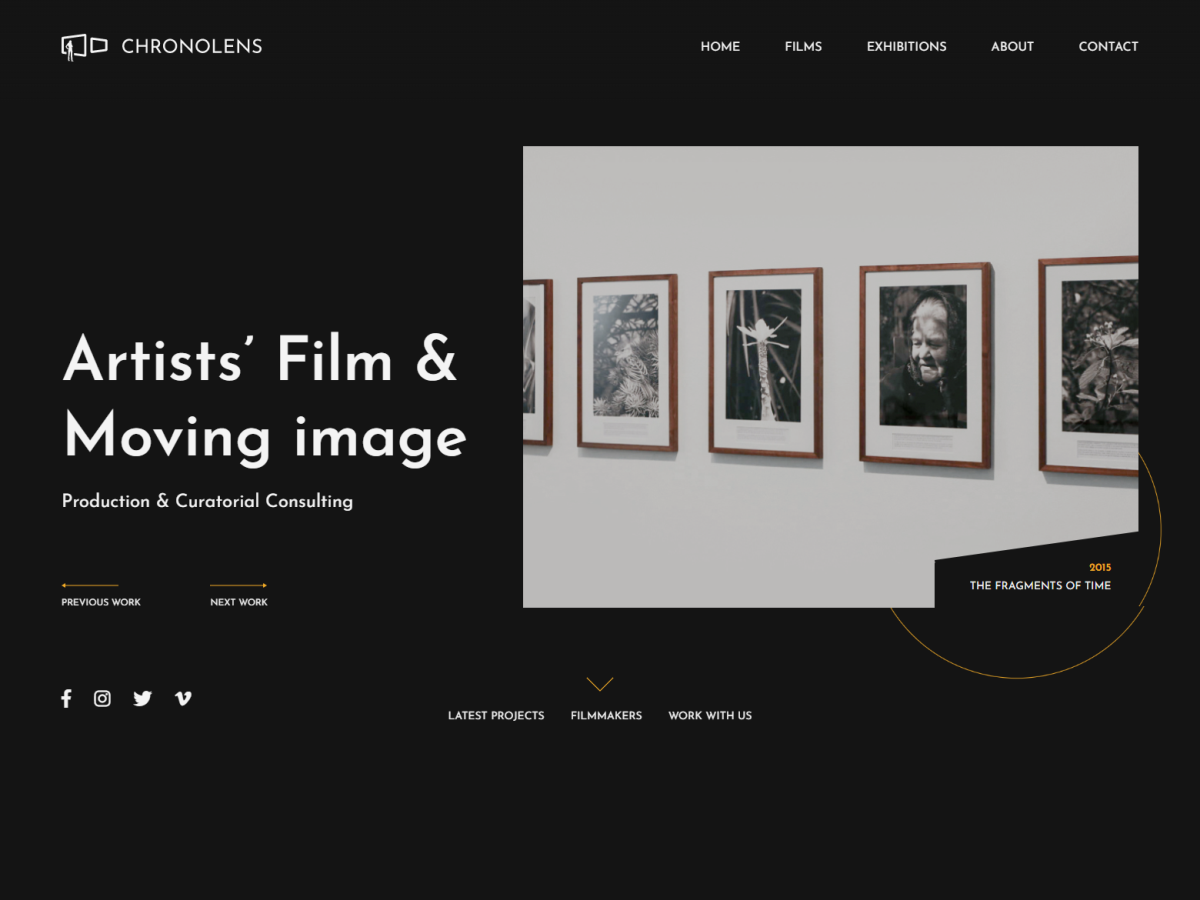 CHRONOLENS
HOME FILMS EXHIBITIONS ABOUT CONTACT
Artists’ Film &
Moving image
Production & Curatorial Consulting
PREVIOUS WORK NEXT WORK
2015
THE FRAGMENTS OF TIME
LATEST PROJECTS FILMMAKERS WORK WITH US